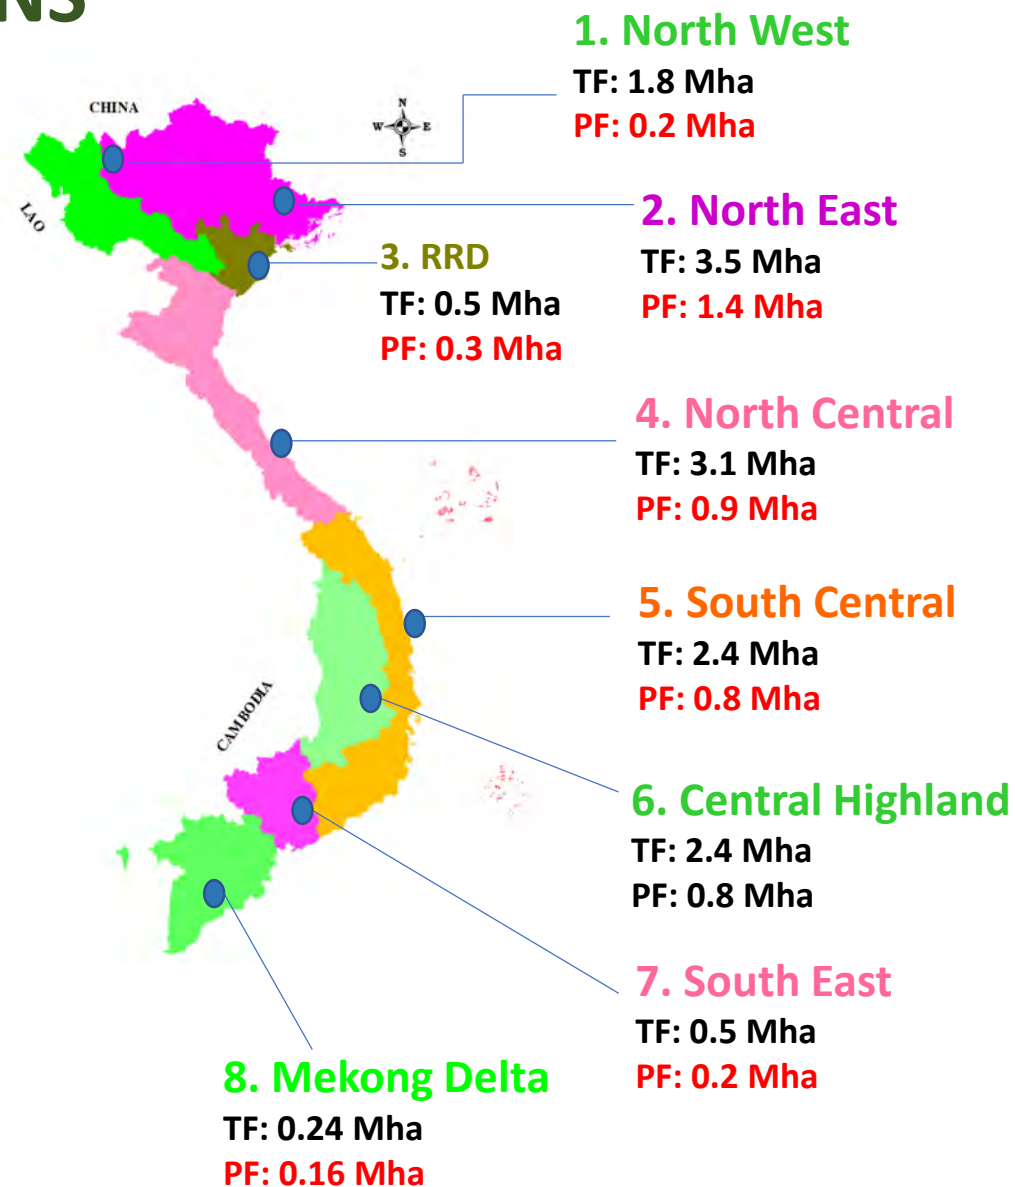 1. North West
TF: 1.8 Mha
PF: 0.2 Mha
CHINA
N
W E
S
LAO
2. North East
TF: 3.5 Mha
PF: 1.4 Mha
3. RRD
TF: 0.5 Mha
PF: 0.3 Mha
4. North Central
TF: 3.1 Mha
PF: 0.9 Mha
5. South Central
TF: 2.4 Mha
PF: 0.8 Mha
CAMBODIA
6. Central Highland
TF: 2.4 Mha
PF: 0.8 Mha
7. South East
TF: 0.5 Mha
PF: 0.2 Mha
8. Mekong Delta
TF: 0.24 Mha
PF: 0.16 Mha